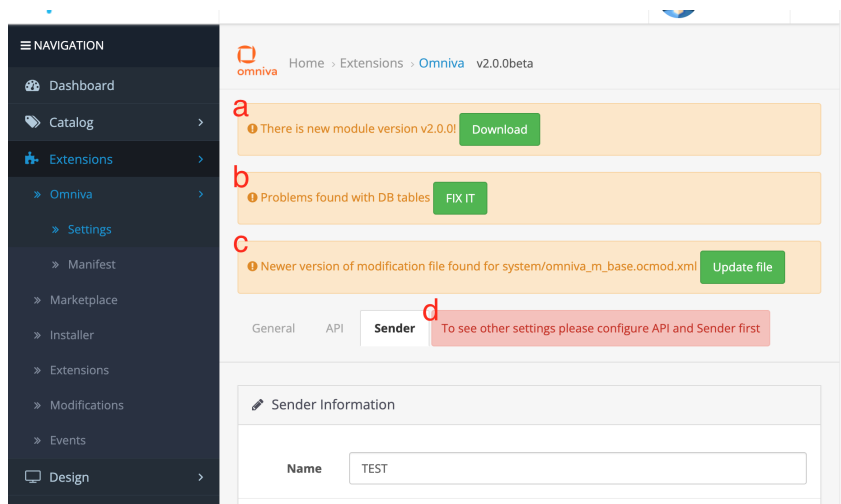 NAVIGATION
Dashboard
Catalog
Extensions
Omniva
Settings
Manifest
Marketplace
Installer
Extensions
Modifications
Events
Design
omniva
Home › Extensions › Omniva v2.0.0beta
a
There is new module version v2.0.0! Download
b
Problems found with DB tables FIX IT
c
Newer version of modification file found for system/omniva_m_base.ocmod.xml Update file
d
General API Sender To see other settings please configure API and Sender first
Sender Information
Name TEST